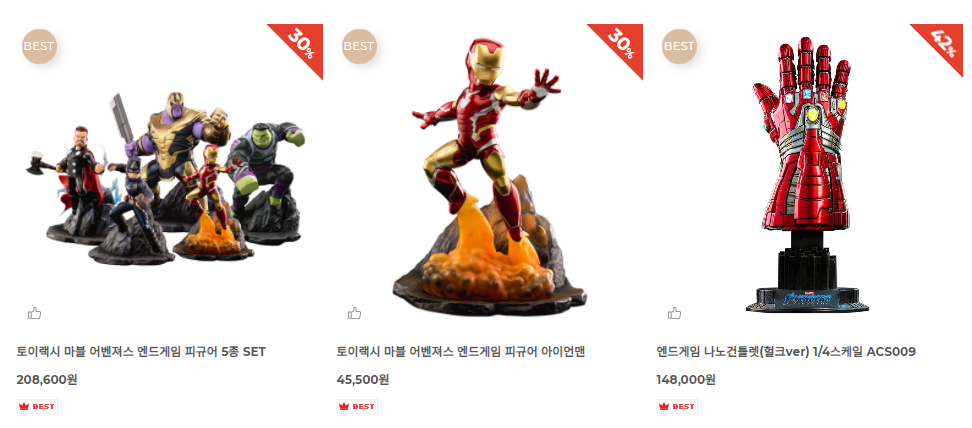 BEST
30%
BEST
30%
BEST
42%
MARVEL
AVENGERS
토이랙시 마블 어벤져스 엔드게임 피규어 5종 SET
208,600원
BEST
토이랙시 마블 어벤져스 엔드게임 피규어 아이언맨
45,500원
BEST
엔드게임 나노건틀렛(헐크ver) 1/4스케일 ACS009
148,000원
BEST